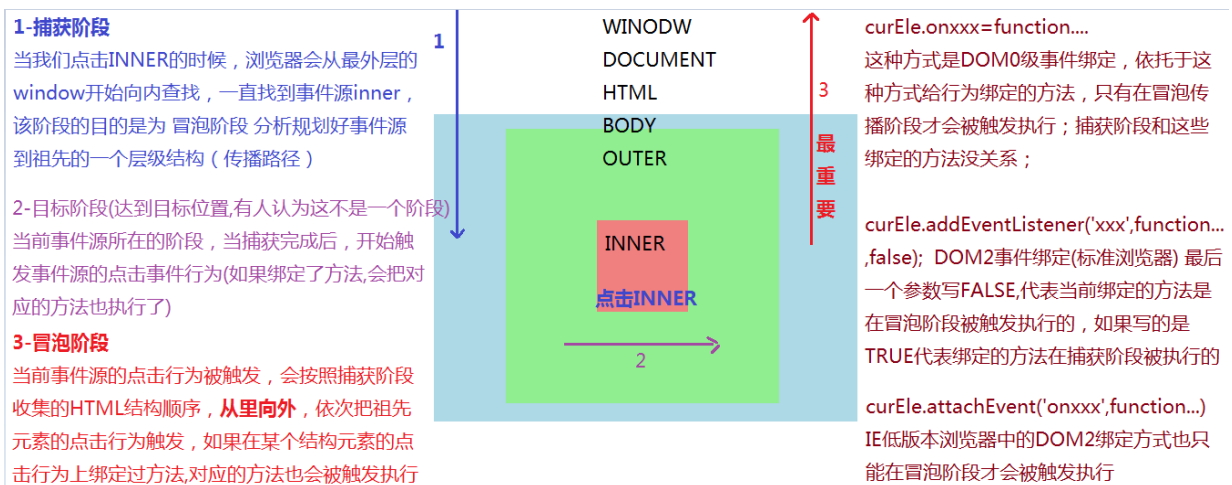 1-捕获阶段
当我们点击INNER的时候，浏览器会从最外层的
window开始向内查找，一直找到事件源inner，
该阶段的目的是为 冒泡阶段 分析规划好事件源
到祖先的一个层级结构（传播路径）
2-目标阶段(达到目标位置,有人认为这不是一个阶段)
当前事件源所在的阶段，当捕获完成后，开始触
发事件源的点击事件行为(如果绑定了方法,会把对
应的方法也执行了)
3-冒泡阶段
当前事件源的点击行为被触发，会按照捕获阶段
收集的HTML结构顺序，从里向外，依次把祖先
元素的点击行为触发，如果在某个结构元素的点
击行为上绑定过方法,对应的方法也会被触发执行
1
WINODW
DOCUMENT
HTML
BODY
OUTER
INNER
点击INNER
2
3
最
重
要
curEle.onxxx=function....
这种方式是DOM0级事件绑定，依托于这
种方式给行为绑定的方法，只有在冒泡传
播阶段才会被触发执行；捕获阶段和这些
绑定的方法没关系；
curEle.addEventListener('xxx',function...
,false); DOM2事件绑定(标准浏览器) 最后
一个参数写FALSE,代表当前绑定的方法是
在冒泡阶段被触发执行的，如果写的是
TRUE代表绑定的方法在捕获阶段被执行的
curEle.attachEvent('onxxx',function...)
IE低版本浏览器中的DOM2绑定方式也只
能在冒泡阶段才会被触发执行